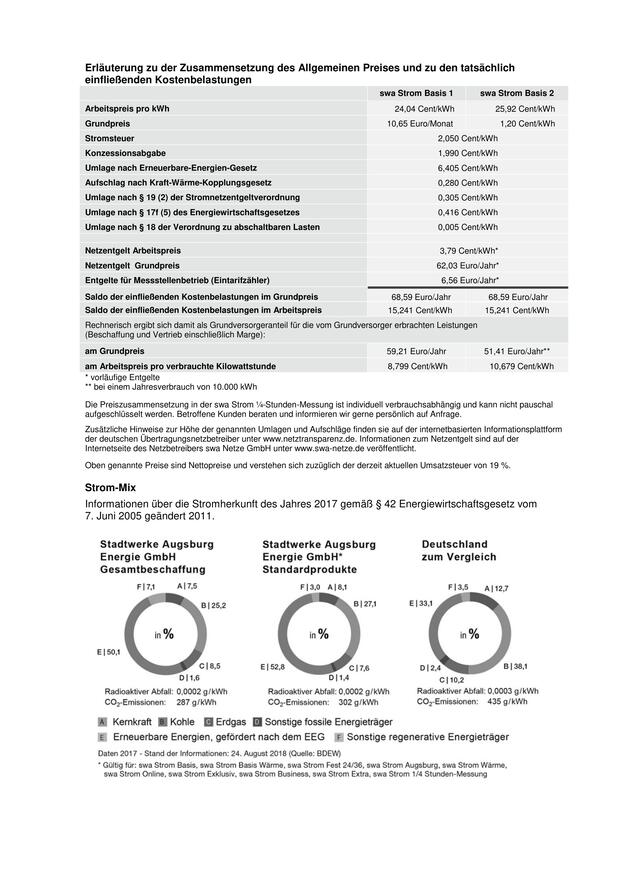 Erläuterung zu der Zusammensetzung des Allgemeinen Preises und zu den tatsächlich
einfließenden Kostenbelastungen
swa Strom Basis 1 swa Strom Basis 2
Arbeitspreis pro kWh 24,04 Cent/kWh 25,92 Cent/kWh
Grundpreis 10,65 Euro/Monat 1,20 Cent/kWh
Stromsteuer 2,050 Cent/kWh
Konzessionsabgabe 1,990 Cent/kWh
Umlage nach Erneuerbare-Energien-Gesetz 6,405 Cent/kWh
Aufschlag nach Kraft-Wärme-Kopplungsgesetz 0,280 Cent/kWh
Umlage nach § 19 (2) der Stromnetzentgeltverordnung 0,305 Cent/kWh
Umlage nach § 17f (5) des Energiewirtschaftsgesetzes 0,416 Cent/kWh
Umlage nach § 18 der Verordnung zu abschaltbaren Lasten 0,005 Cent/kWh
Netzentgelt Arbeitspreis 3,79 Cent/kWh*
Netzentgelt Grundpreis 62,03 Euro/Jahr*
Entgelte für Messstellenbetrieb (Eintarifzähler) 6,56 Euro/Jahr*
Saldo der einfließenden Kostenbelastungen im Grundpreis 68,59 Euro/Jahr 68,59 Euro/Jahr
Saldo der einfließenden Kostenbelastungen im Arbeitspreis 15,241 Cent/kWh 15,241 Cent/kWh
Rechnerisch ergibt sich damit als Grundversorgeranteil für die vom Grundversorger erbrachten Leistungen
(Beschaffung und Vertrieb einschließlich Marge):
am Grundpreis 59,21 Euro/Jahr 51,41 Euro/Jahr**
am Arbeitspreis pro verbrauchte Kilowattstunde 8,799 Cent/kWh 10,679 Cent/kWh
* vorläufige Entgelte
** bei einem Jahresverbrauch von 10.000 kWh
Die Preiszusammensetzung in der swa Strom ¼-Stunden-Messung ist individuell verbrauchsabhängig und kann nicht pauschal
aufgeschlüsselt werden. Betroffene Kunden beraten und informieren wir gerne persönlich auf Anfrage.
Zusätzliche Hinweise zur Höhe der genannten Umlagen und Aufschläge finden sie auf der internetbasierten Informationsplattform
der deutschen Übertragungsnetzbetreiber unter www.netztransparenz.de. Informationen zum Netzentgelt sind auf der
Internetseite des Netzbetreibers swa Netze GmbH unter www.swa-netze.de veröffentlicht.
Oben genannte Preise sind Nettopreise und verstehen sich zuzüglich der derzeit aktuellen Umsatzsteuer von 19 %.
Strom-Mix
Informationen über die Stromherkunft des Jahres 2017 gemäß § 42 Energiewirtschaftsgesetz vom
7. Juni 2005 geändert 2011.
Stadtwerke Augsburg
Energie GmbH
Gesamtbeschaffung
F|7,1 A|7,5
B|25,2
in %
E|50,1
C|8,5
D|1,6
Radioaktiver Abfall: 0,0002 g/kWh
CO₂-Emissionen: 287 g/kWh
Stadtwerke Augsburg
Energie GmbH*
Standardprodukte
F|3,0 A|8,1
B|27,1
in %
E|52,8
C|7,6
D|1,4
Radioaktiver Abfall: 0,0002 g/kWh
CO₂-Emissionen: 302 g/kWh
Deutschland
zum Vergleich
F|3,5 A|12,7
E|33,1
in %
D|2,4 B|38,1
C|10,2
Radioaktiver Abfall: 0,0003 g/kWh
CO₂-Emissionen: 435 g/kWh
A Kernkraft B Kohle C Erdgas D Sonstige fossile Energieträger
E Erneuerbare Energien, gefördert nach dem EEG F Sonstige regenerative Energieträger
Daten 2017 - Stand der Informationen: 24. August 2018 (Quelle: BDEW)
* Gültig für: swa Strom Basis, swa Strom Basis Wärme, swa Strom Fest 24/36, swa Strom Augsburg, swa Strom Wärme,
swa Strom Online, swa Strom Exklusiv, swa Strom Business, swa Strom Extra, swa Strom 1/4 Stunden-Messung